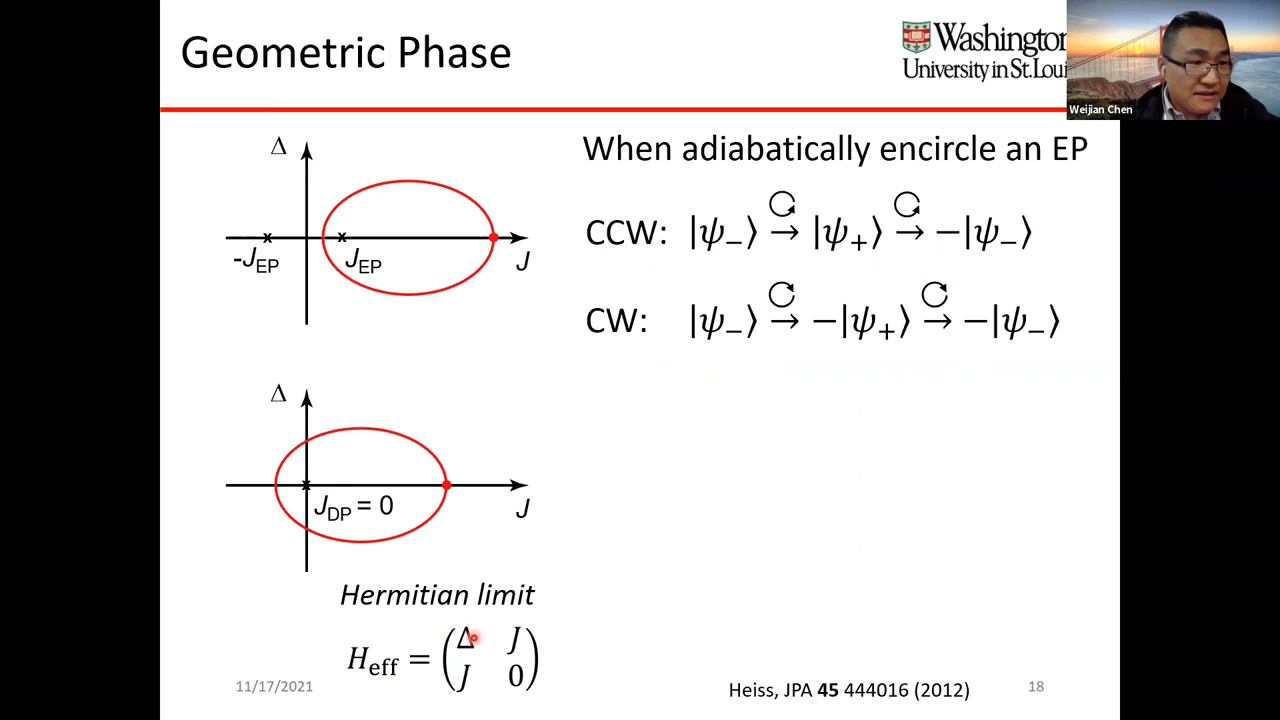 Geometric Phase
Washington
University in St.Loui
Weijian Chen
Δ
-J_EP
J_EP
J
When adiabatically encircle an EP
CCW: |ψ₋⟩ → |ψ₊⟩ → −|ψ₋⟩
CW: |ψ₋⟩ → −|ψ₊⟩ → −|ψ₋⟩
Δ
J_DP = 0
J
Hermitian limit
H_eff = (Δ J
J 0)
11/17/2021
Heiss, JPA 45 444016 (2012)
18